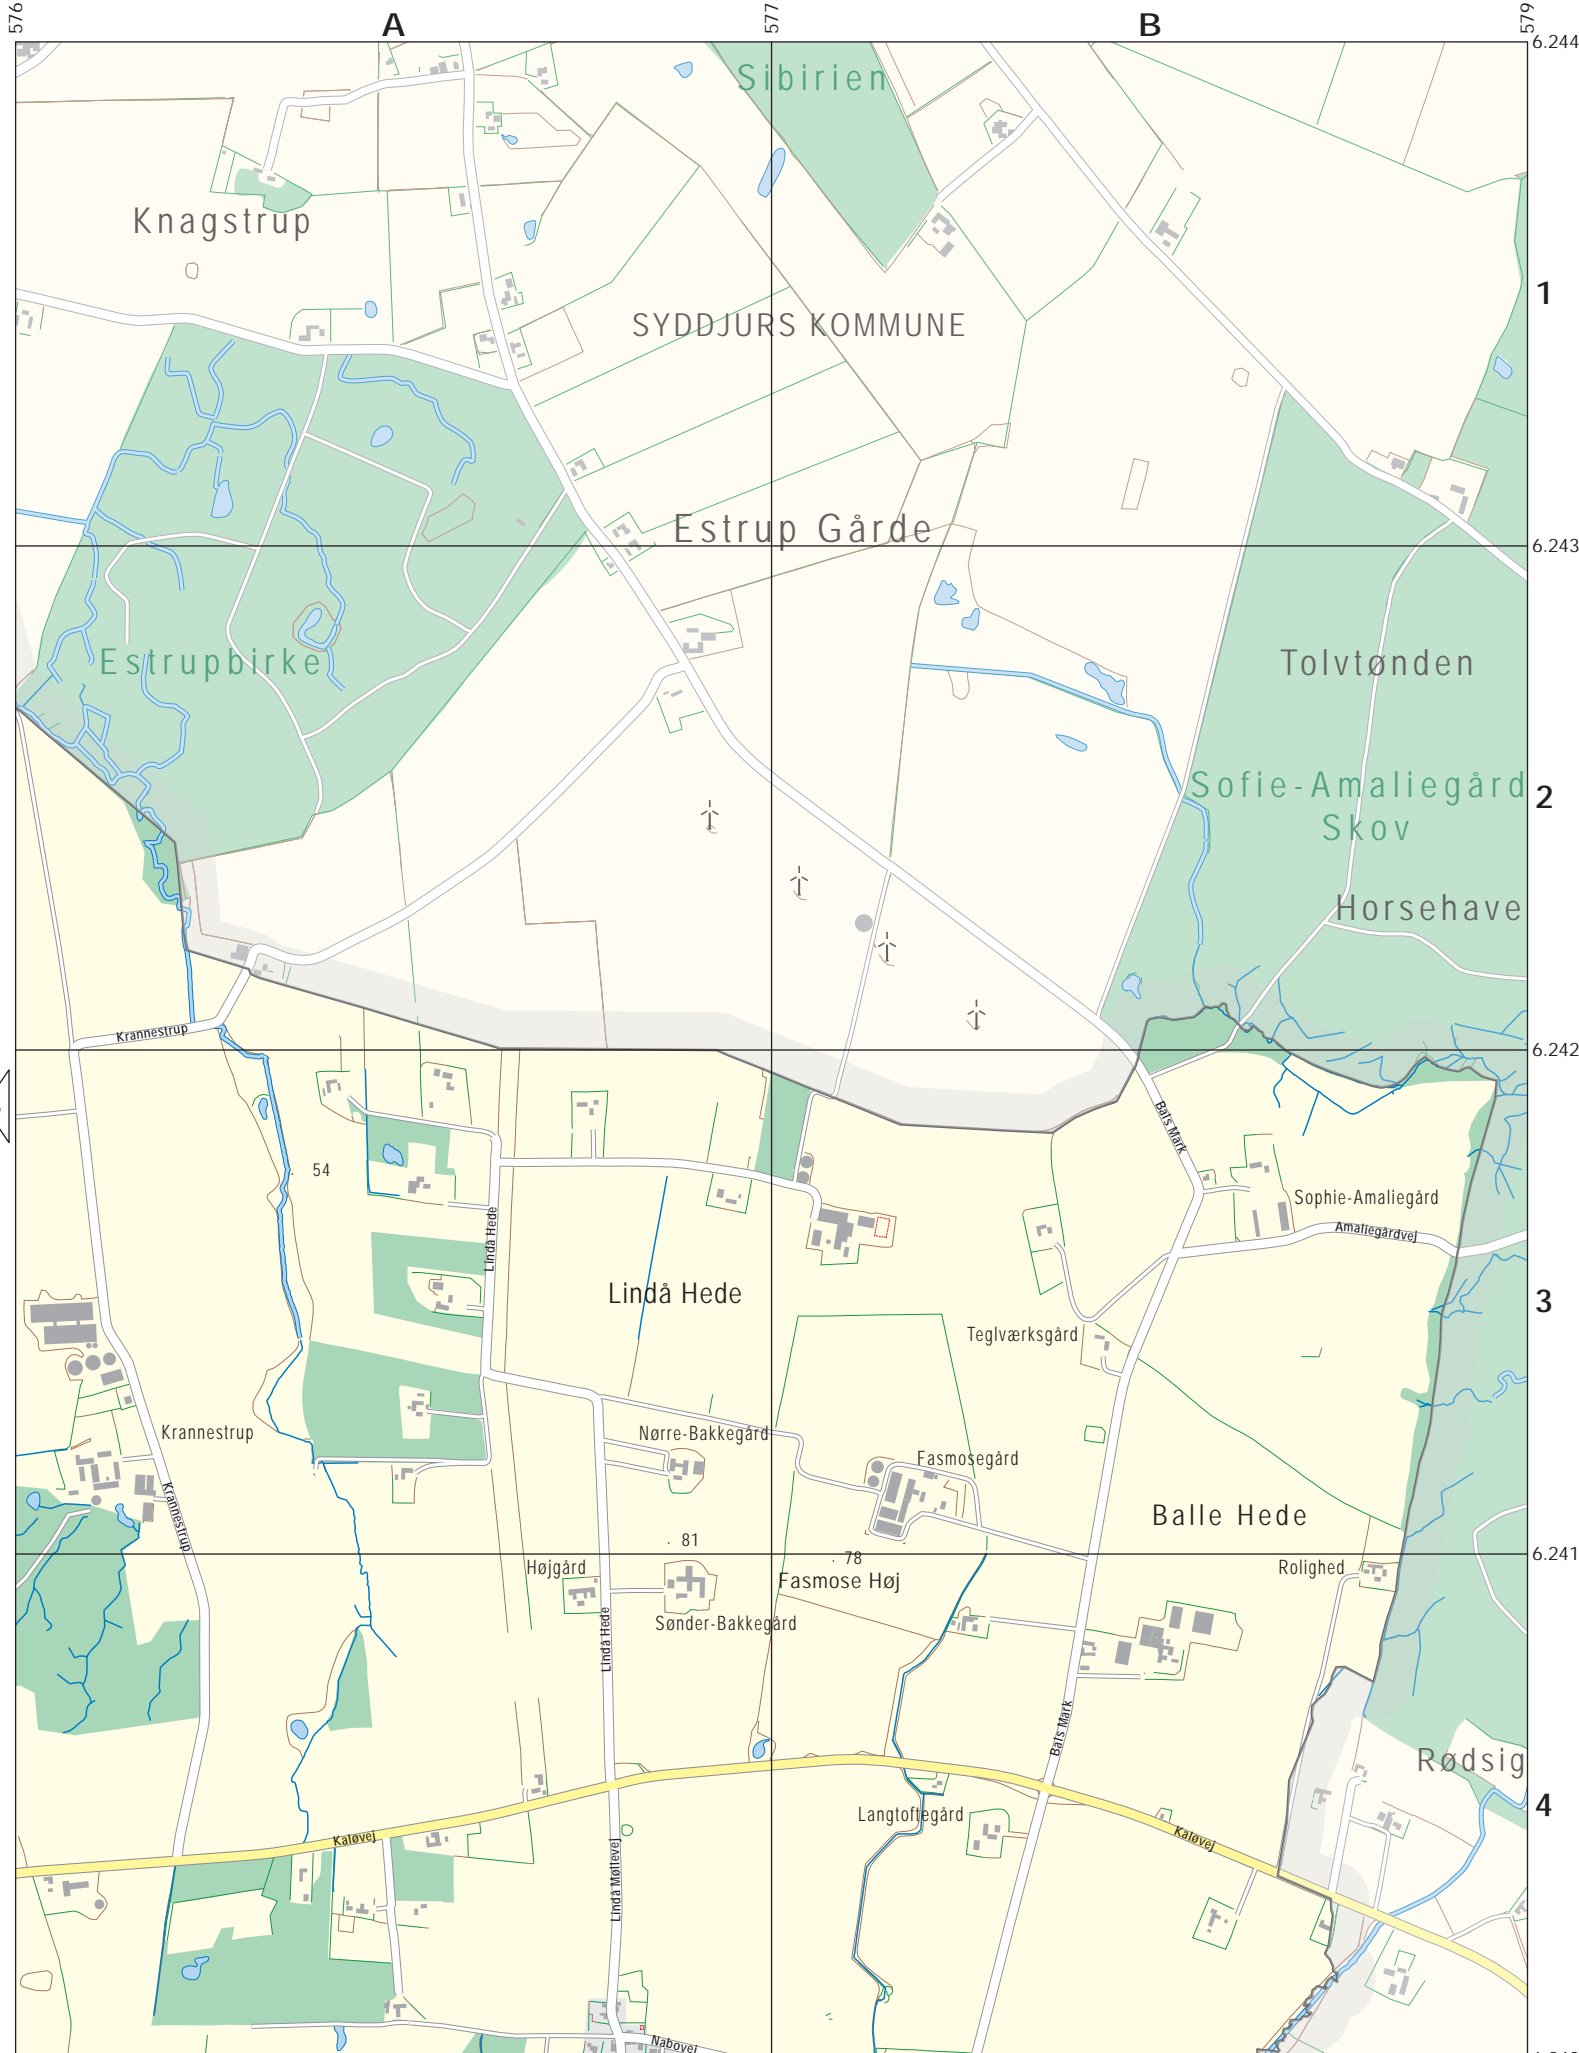 576
A
577
B
579
6.244
Sibirien
Knagstrup
1
SYDDJURS KOMMUNE
Estrup Gårde
6.243
Estrupbirke
Tolvtønden
Sofie-Amaliegård
Skov
2
Horsehave
Krannestrup
6.242
Bals Mark
54
Sophie-Amaliegård
Lindå Hede
Amaliegårdvej
Lindå Hede
3
Teglværksgård
Krannestrup
Nørre-Bakkegård
Fasmosegård
Krannestrup
Balle Hede
81
6.241
78
Højgård
Rolighed
Fasmose Høj
Sønder-Bakkegård
Lindå Hede
Bals Mark
Rødsig
4
Langtoftegård
Kaløvej
Kaløvej
Lindå Møllevej
Nabovej